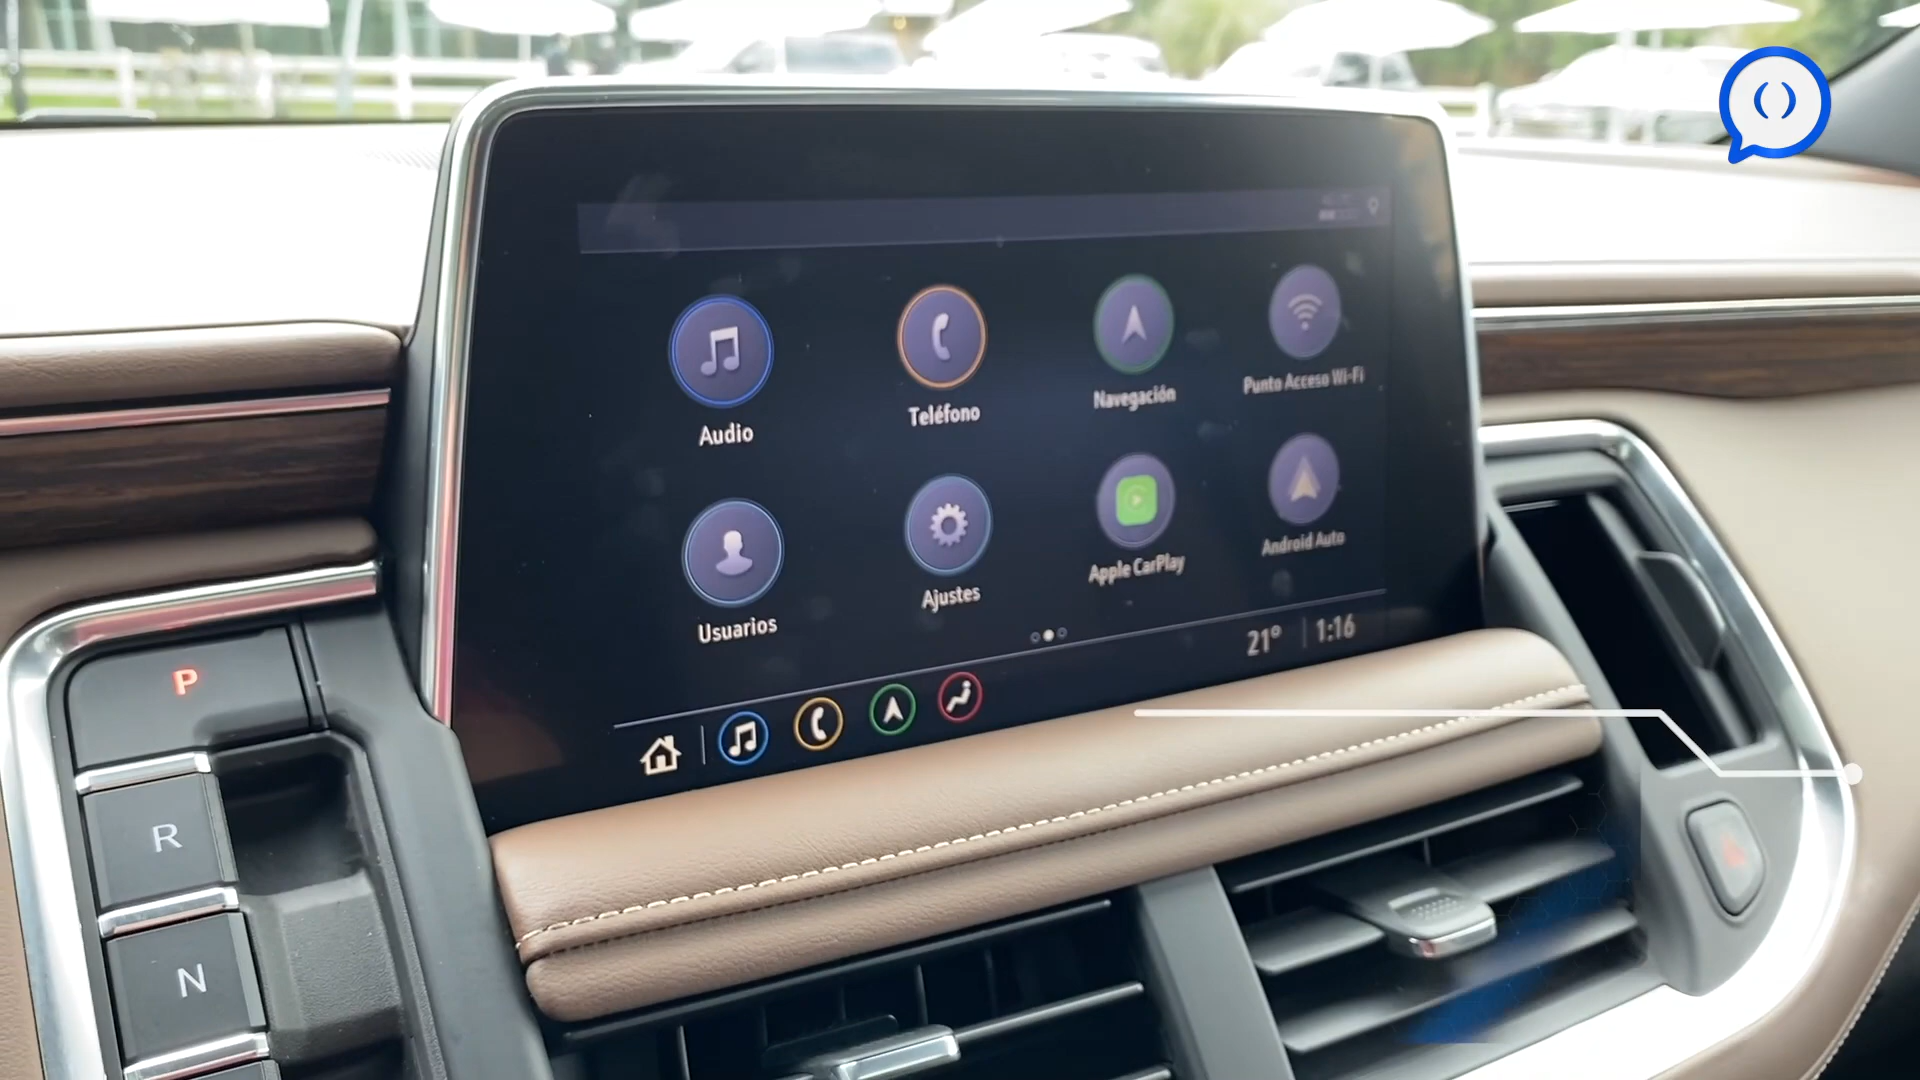 Audio
Teléfono
Navegación
Punto Acceso Wi-Fi
Usuarios
Ajustes
Apple CarPlay
Android Auto
21° 1:16
P
R
N